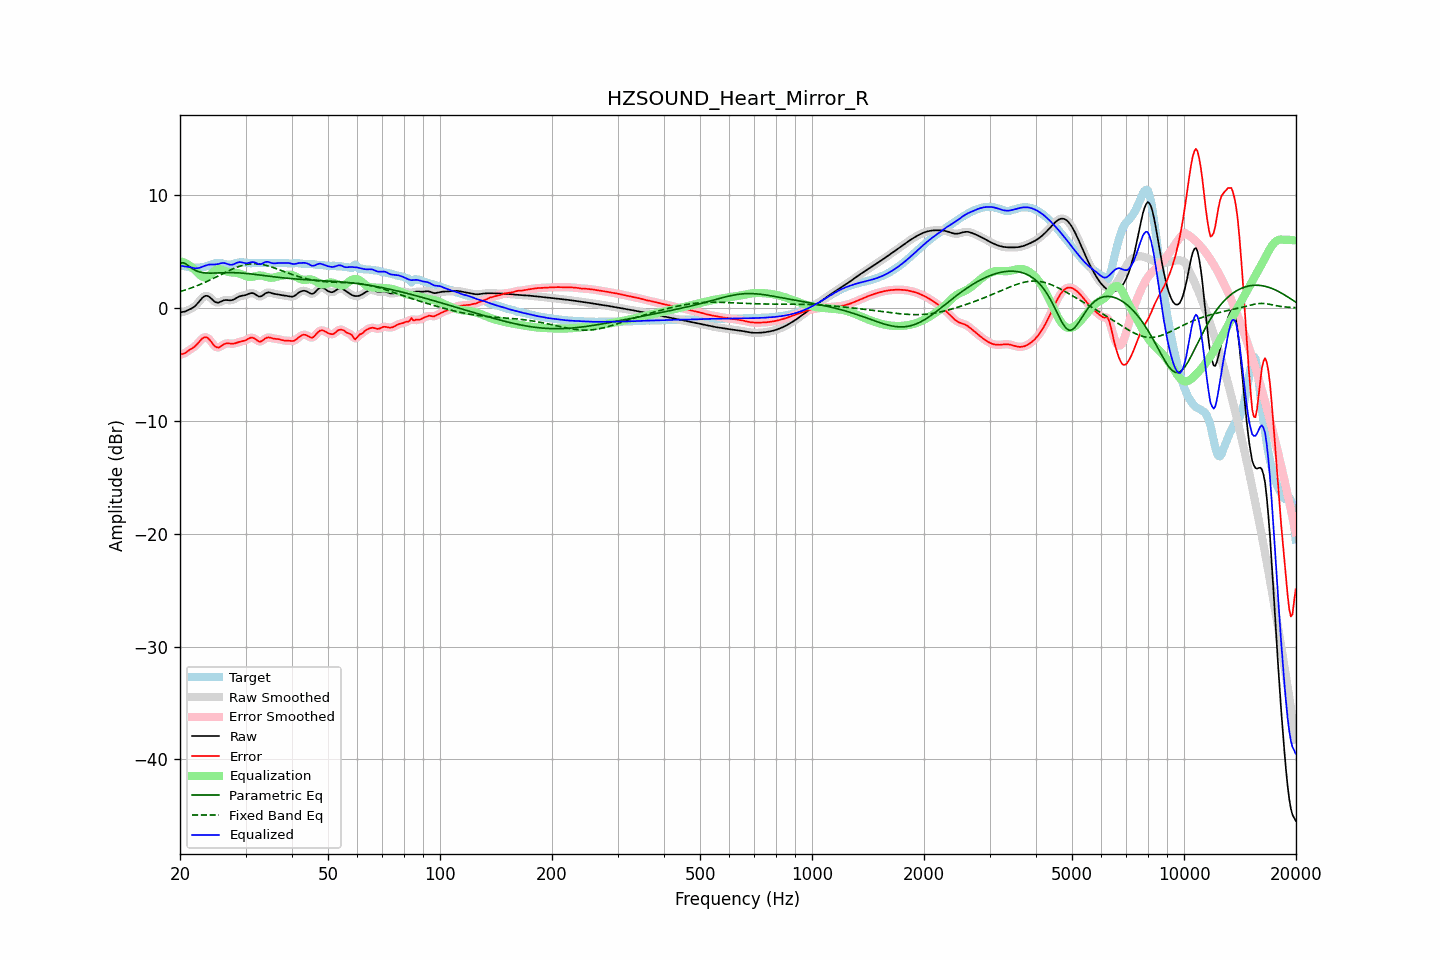 HZSOUND_Heart_Mirror_R
10
0
−10
−20
−30
−40
Amplitude (dBr)
Target
Raw Smoothed
Error Smoothed
Raw
Error
Equalization
Parametric Eq
Fixed Band Eq
Equalized
20 50 100 200 500 1000 2000 5000 10000 20000
Frequency (Hz)